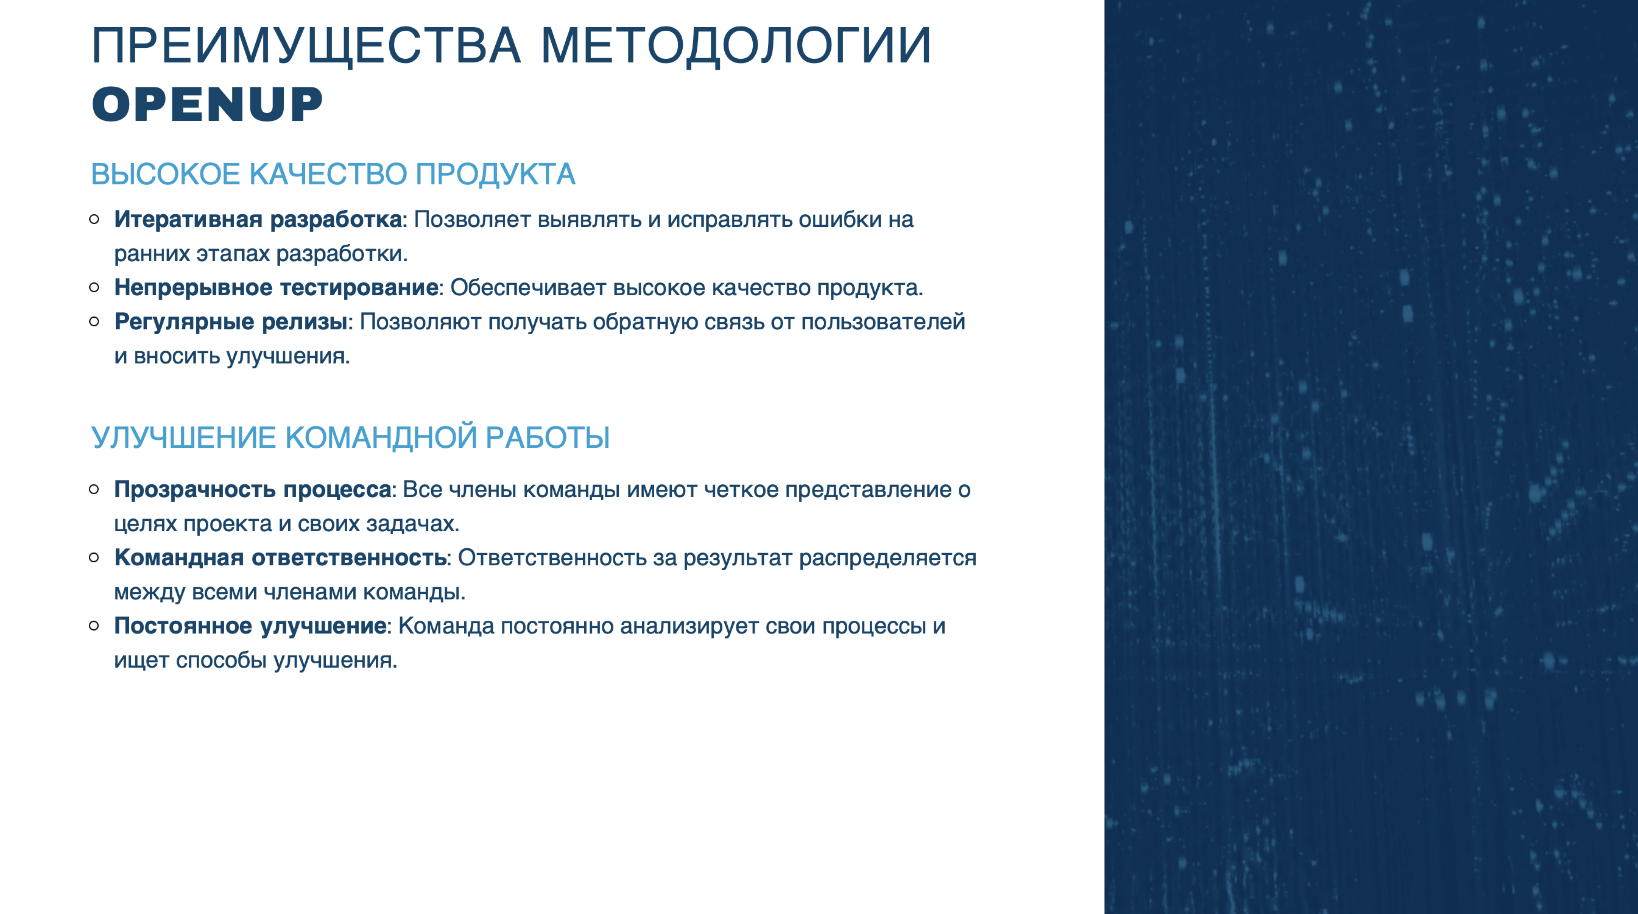 ПРЕИМУЩЕСТВА МЕТОДОЛОГИИ
OPENUP
ВЫСОКОЕ КАЧЕСТВО ПРОДУКТА
Итеративная разработка: Позволяет выявлять и исправлять ошибки на
ранних этапах разработки.
Непрерывное тестирование: Обеспечивает высокое качество продукта.
Регулярные релизы: Позволяют получать обратную связь от пользователей
и вносить улучшения.
УЛУЧШЕНИЕ КОМАНДНОЙ РАБОТЫ
Прозрачность процесса: Все члены команды имеют четкое представление о
целях проекта и своих задачах.
Командная ответственность: Ответственность за результат распределяется
между всеми членами команды.
Постоянное улучшение: Команда постоянно анализирует свои процессы и
ищет способы улучшения.